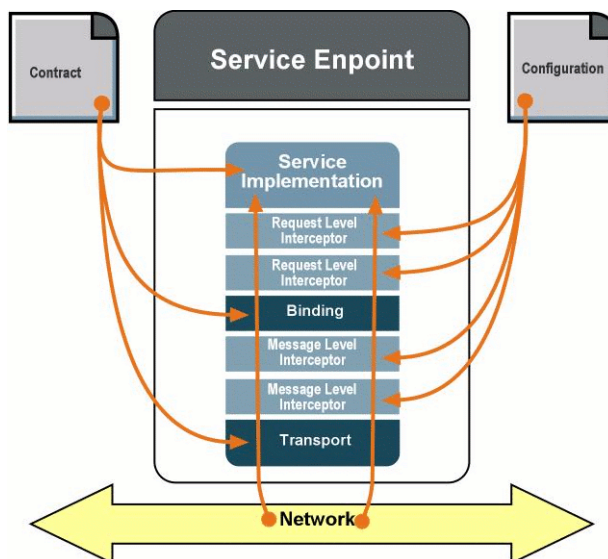 Contract
Service Enpoint
Configuration
Service
Implementation
Request Level
Interceptor
Request Level
Interceptor
Binding
Message Level
Interceptor
Message Level
Interceptor
Transport
Network